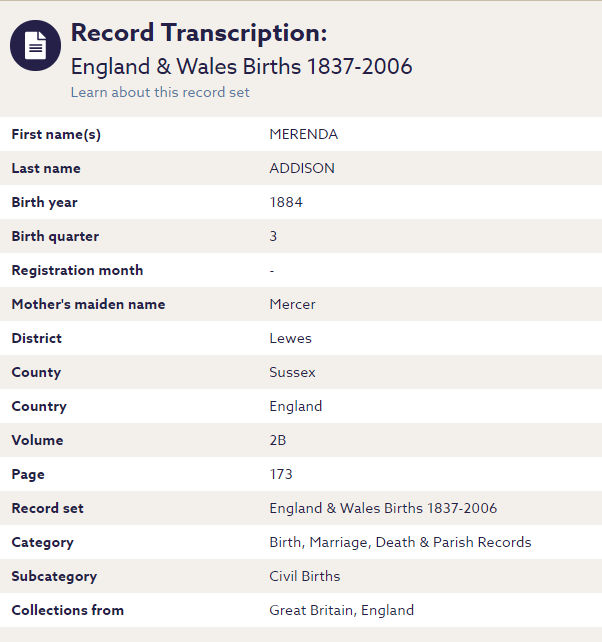 Record Transcription:
England & Wales Births 1837-2006
Learn about this record set
First name(s) MERENDA
Last name ADDISON
Birth year 1884
Birth quarter 3
Registration month -
Mother's maiden name Mercer
District Lewes
County Sussex
Country England
Volume 2B
Page 173
Record set England & Wales Births 1837-2006
Category Birth, Marriage, Death & Parish Records
Subcategory Civil Births
Collections from Great Britain, England